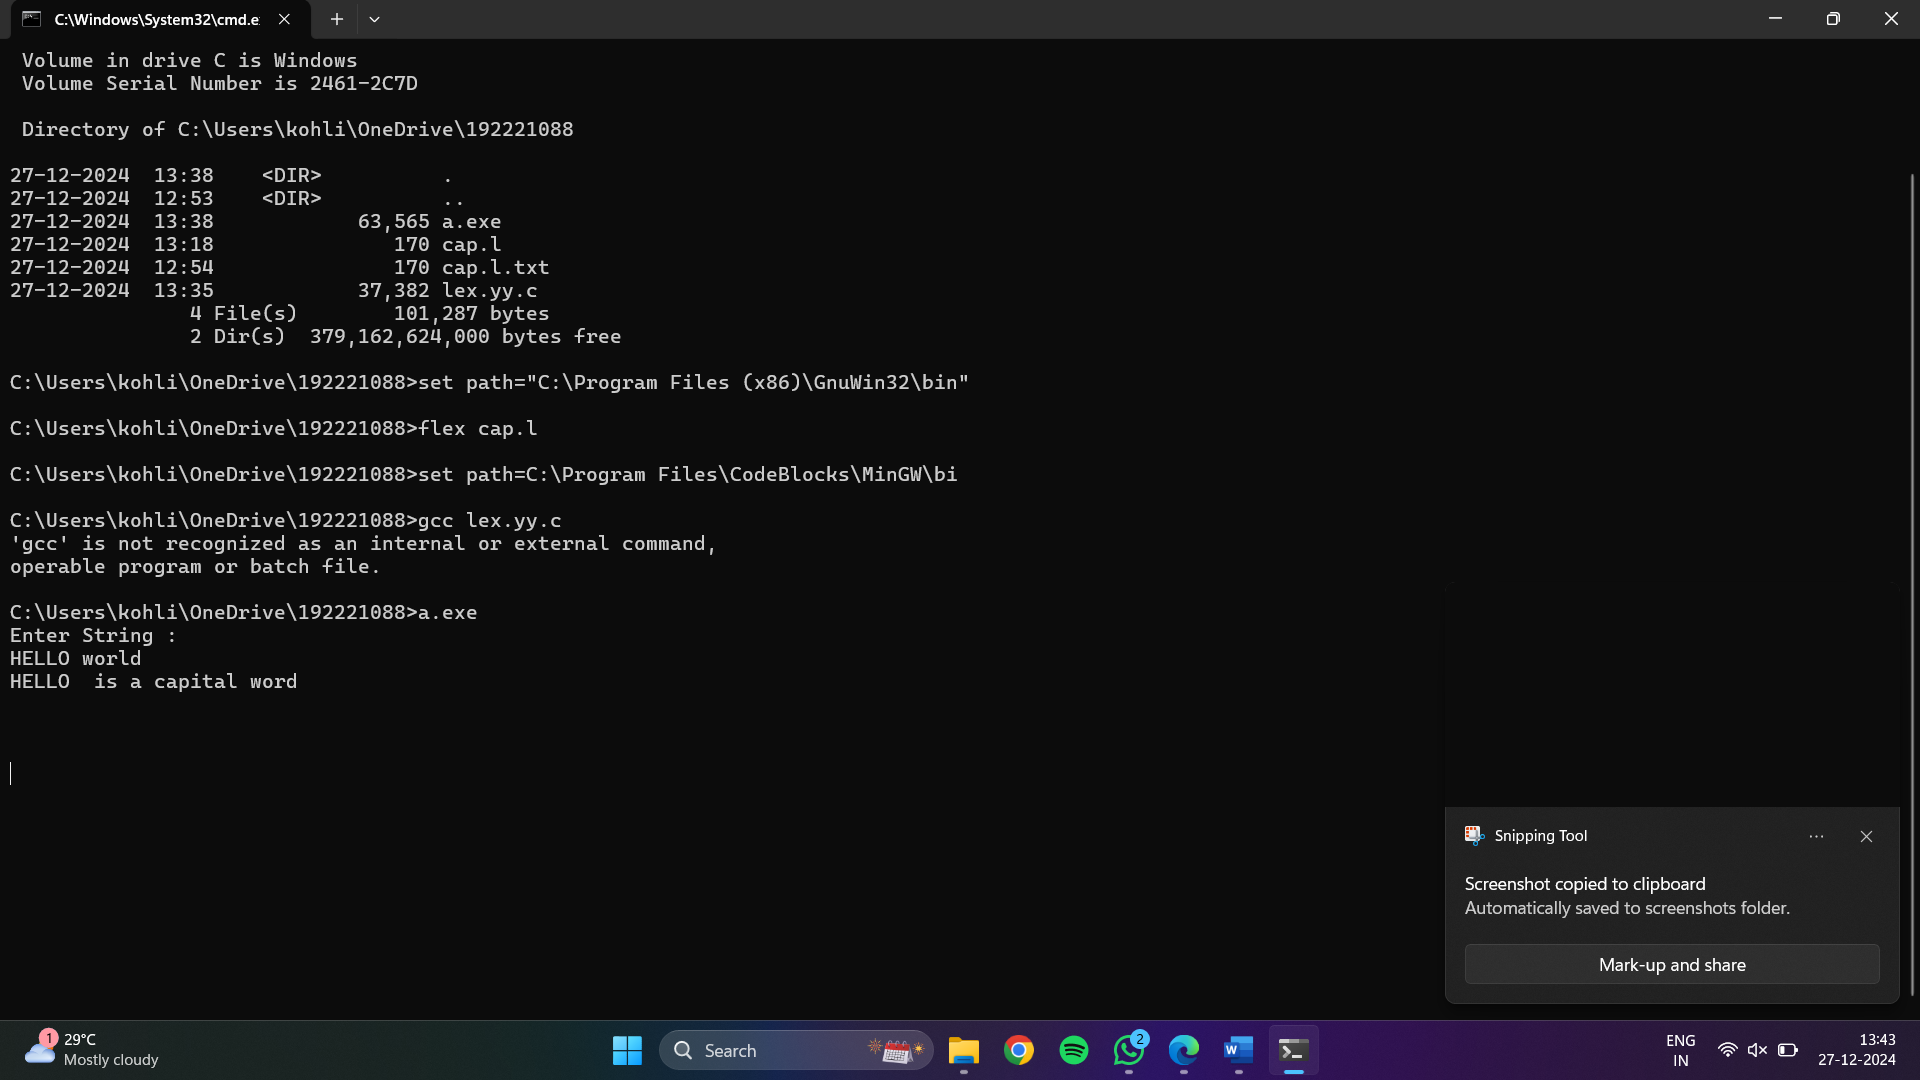 C:\Windows\System32\cmd.e
Volume in drive C is Windows
Volume Serial Number is 2461-2C7D
Directory of C:\Users\kohli\OneDrive\192221088
27-12-2024  13:38    <DIR>          .
27-12-2024  12:53    <DIR>          ..
27-12-2024  13:38            63,565 a.exe
27-12-2024  13:18               170 cap.l
27-12-2024  12:54               170 cap.l.txt
27-12-2024  13:35            37,382 lex.yy.c
4 File(s)        101,287 bytes
2 Dir(s)  379,162,624,000 bytes free
C:\Users\kohli\OneDrive\192221088>set path="C:\Program Files (x86)\GnuWin32\bin"
C:\Users\kohli\OneDrive\192221088>flex cap.l
C:\Users\kohli\OneDrive\192221088>set path=C:\Program Files\CodeBlocks\MinGW\bi
C:\Users\kohli\OneDrive\192221088>gcc lex.yy.c
'gcc' is not recognized as an internal or external command,
operable program or batch file.
C:\Users\kohli\OneDrive\192221088>a.exe
Enter String :
HELLO world
HELLO  is a capital word
Snipping Tool
Screenshot copied to clipboard
Automatically saved to screenshots folder.
Mark-up and share
1
29°C
Mostly cloudy
Search
2
W
ENG
IN
13:43
27-12-2024